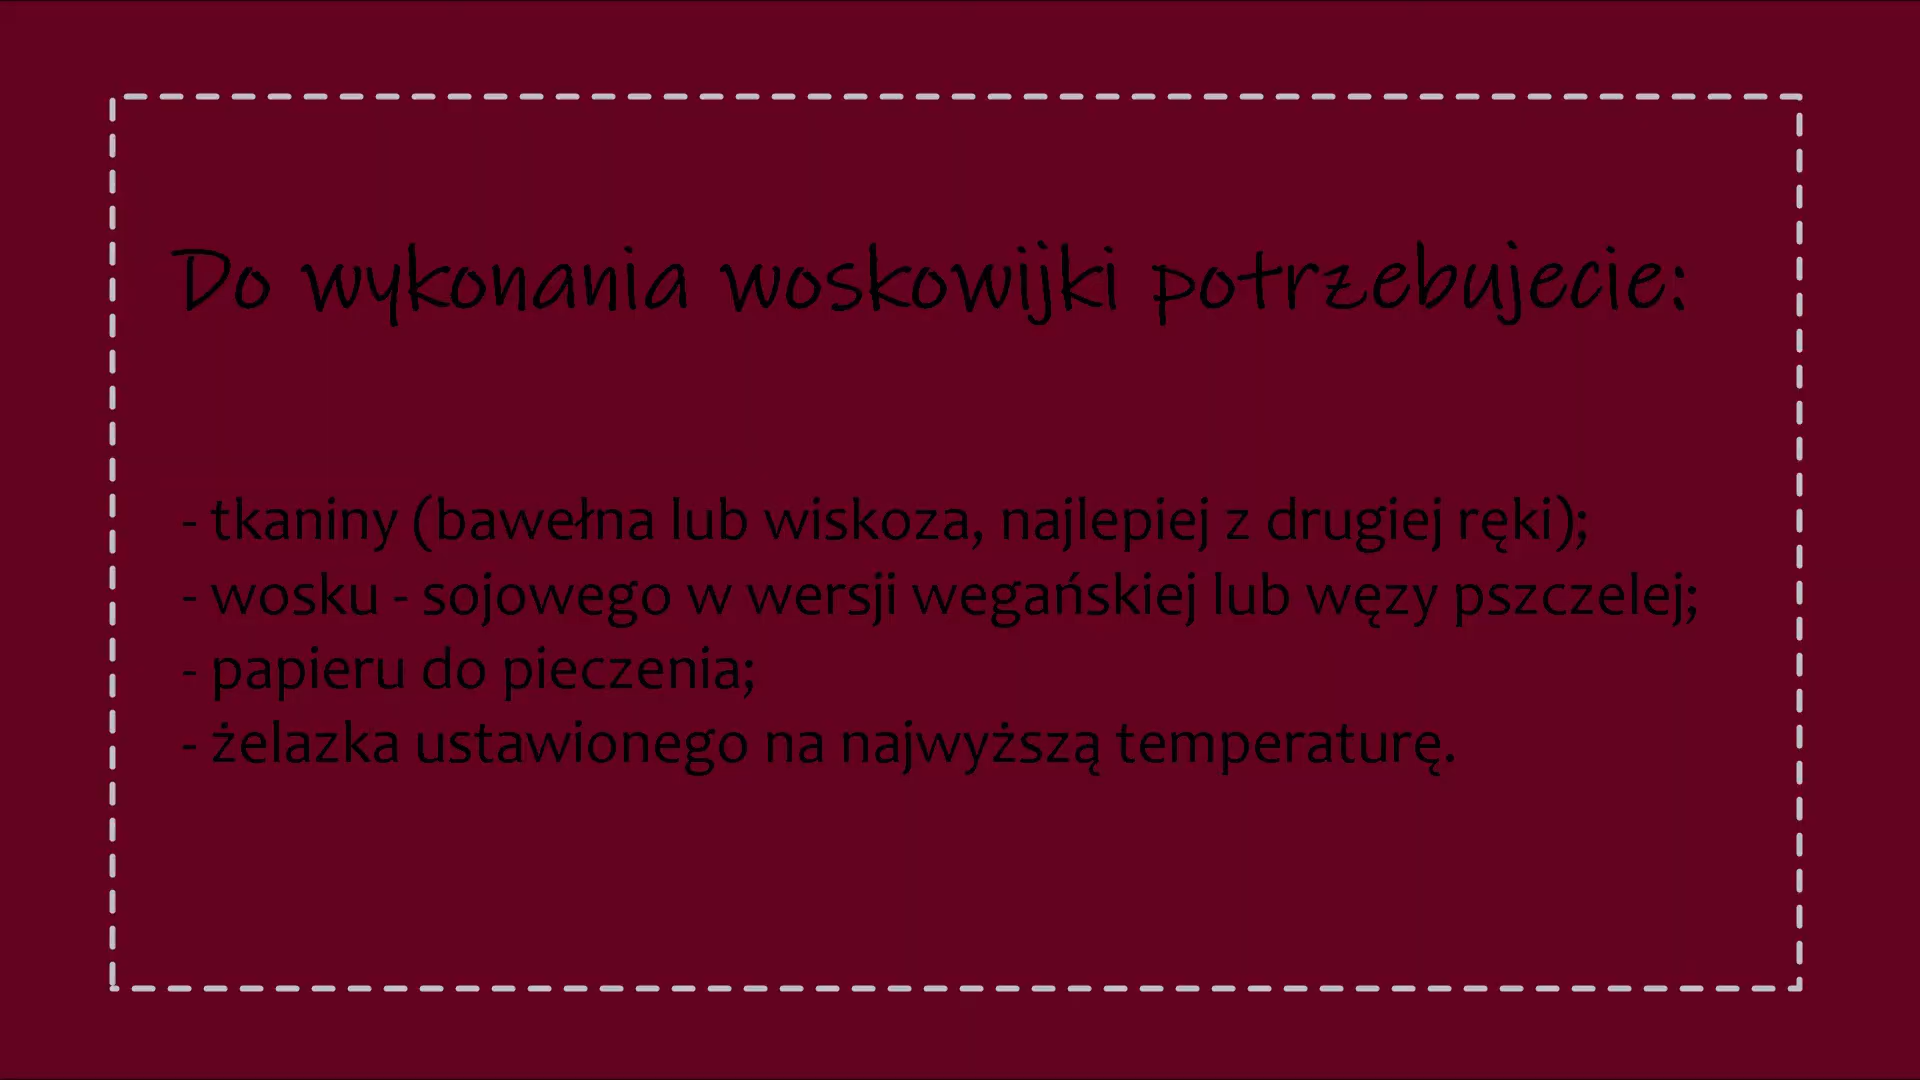 Do wykonania woskowijki potrzebujecie:
- tkaniny (bawełna lub wiskoza, najlepiej z drugiej ręki);
- wosku - sojowego w wersji wegańskiej lub węzy pszczelej;
- papieru do pieczenia;
- żelazka ustawionego na najwyższą temperaturę.